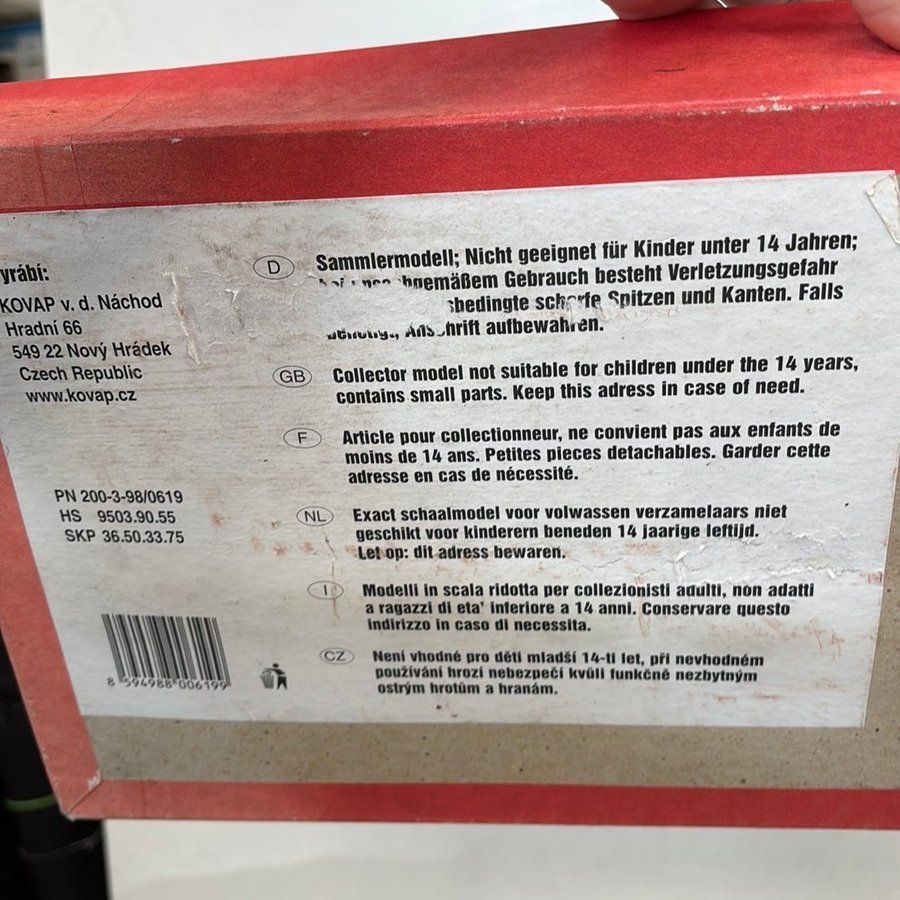 yrábí:
KOVAP v. d. Náchod
Hradní 66
549 22 Nový Hrádek
Czech Republic
www.kovap.cz
PN 200-3-98/0619
HS 9503.90.55
SKP 36.50.33.75
8 594988 006199
D
Sammlermodell; Nicht geeignet für Kinder unter 14 Jahren;
hgemäßem Gebrauch besteht Verletzungsgefahr
sbedingte scharfe Spitzen und Kanten. Falls
Anschrift aufbewahren.
GB
Collector model not suitable for children under the 14 years,
contains small parts. Keep this adress in case of need.
F
Article pour collectionneur, ne convient pas aux enfants de
moins de 14 ans. Petites pieces detachables. Garder cette
adresse en cas de nécessité.
NL
Exact schaalmodel voor volwassen verzamelaars niet
geschikt voor kinderern beneden 14 jaarige leftijd.
Let op: dit adress bewaren.
I
Modelli in scala ridotta per collezionisti adulti, non adatti
a ragazzi di eta' inferiore a 14 anni. Conservare questo
indirizzo in caso di necessita.
CZ
Není vhodné pro děti mladší 14-ti let, při nevhodném
používání hrozí nebezpečí kvůli funkčně nezbytným
ostrým hrotům a hranám.